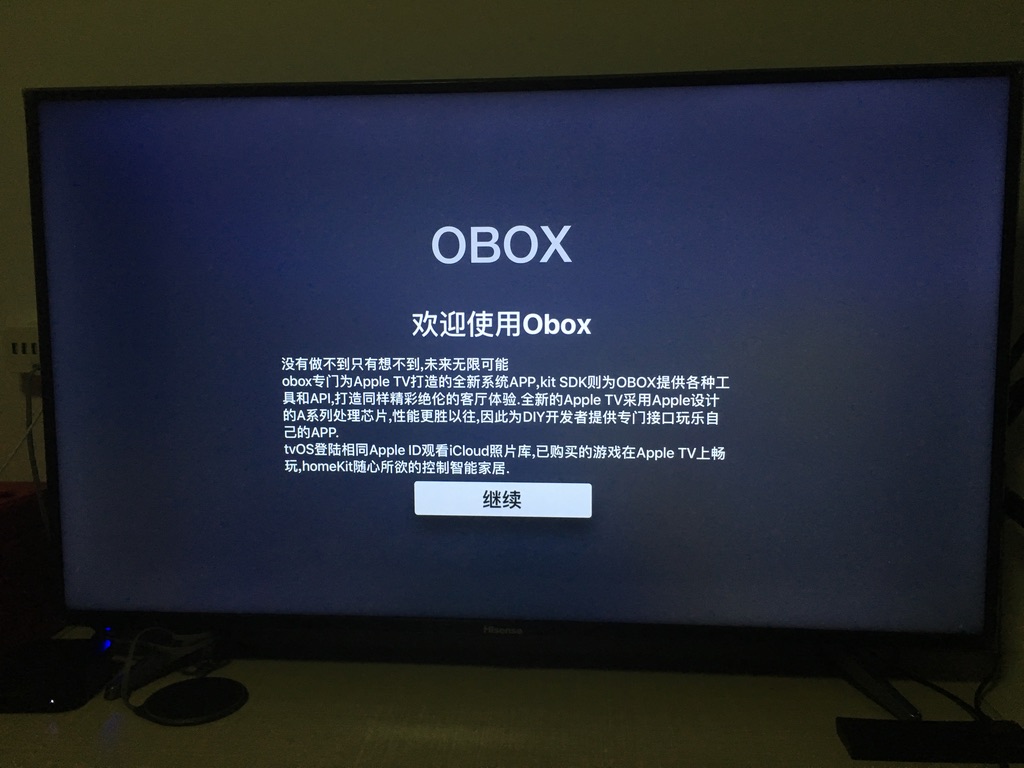 OBOX
欢迎使用Obox
没有做不到只有想不到,未来无限可能
obox专门为Apple TV打造的全新系统APP,kit SDK则为OBOX提供各种工
具和API,打造同样精彩绝伦的客厅体验.全新的Apple TV采用Apple设计
的A系列处理芯片,性能更胜以往,因此为DIY开发者提供专门接口玩乐自
己的APP.
tvOS登陆相同Apple ID观看iCloud照片库,已购买的游戏在Apple TV上畅
玩,homeKit随心所欲的控制智能家居.
继续
Hisense